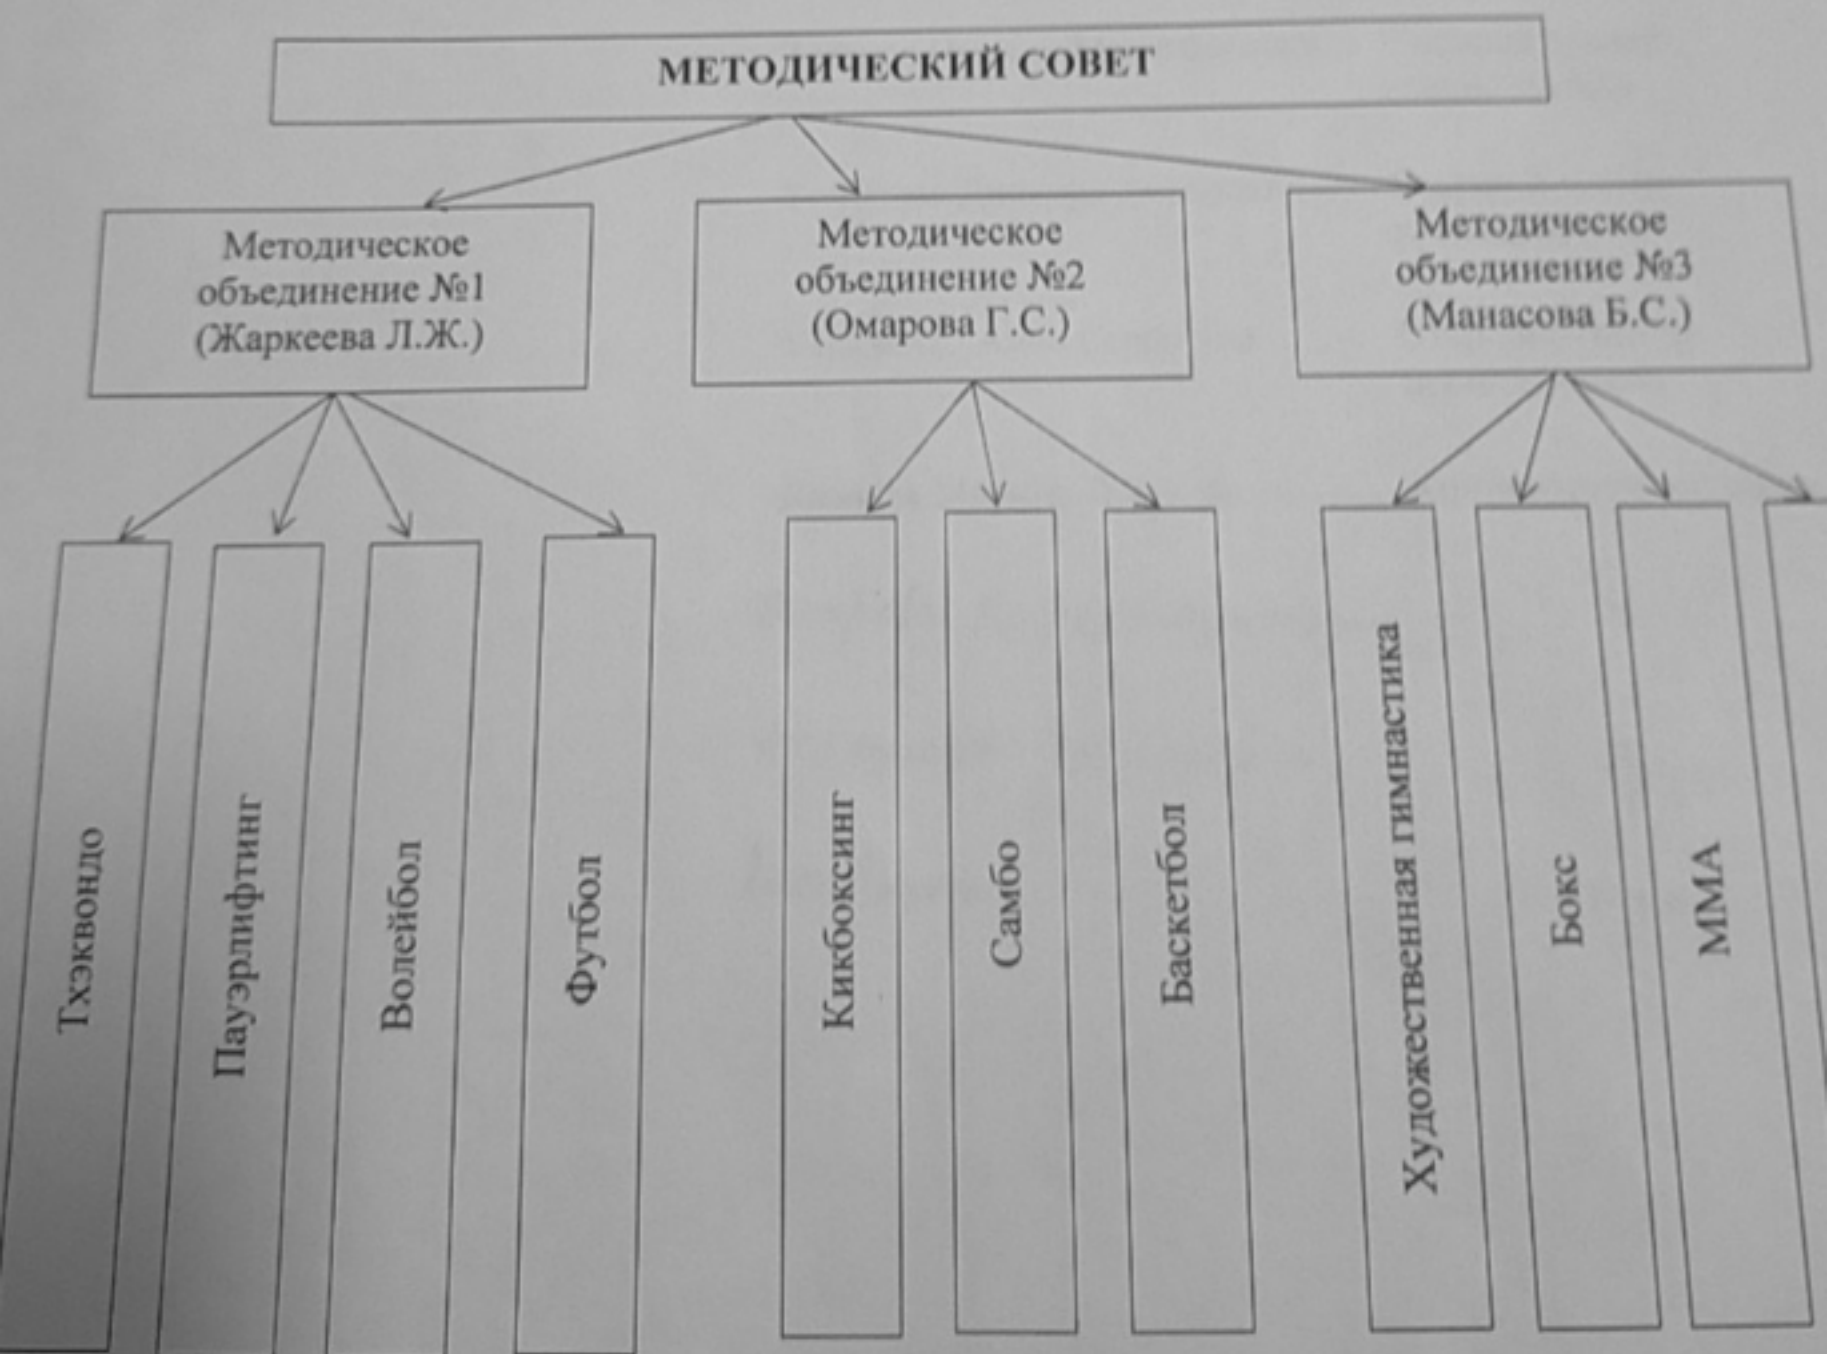 МЕТОДИЧЕСКИЙ СОВЕТ
Методическое
объединение №1
(Жаркеева Л.Ж.)
Методическое
объединение №2
(Омарова Г.С.)
Методическое
объединение №3
(Манасова Б.С.)
Тхэквондо
Пауэрлифтинг
Волейбол
Футбол
Кикбоксинг
Самбо
Баскетбол
Художественная гимнастика
Бокс
ММА